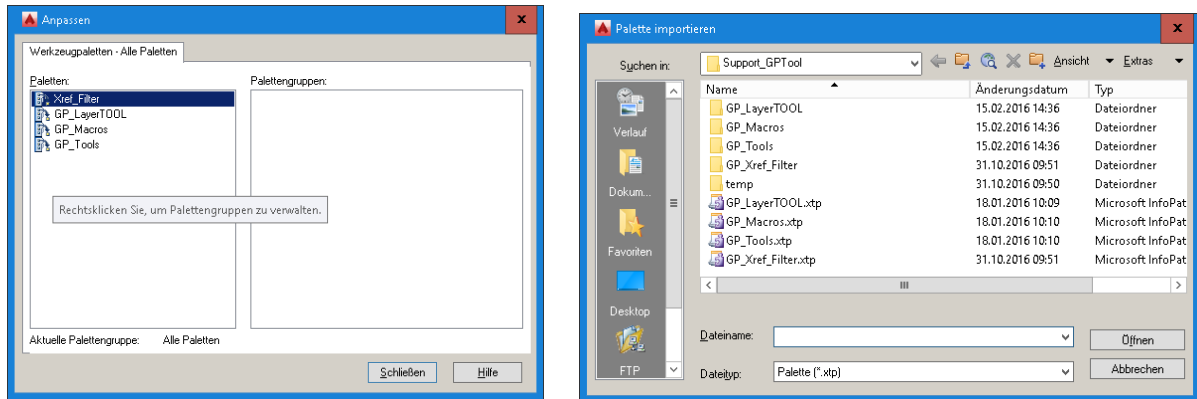 Anpassen
x
Werkzeugpaletten - Alle Paletten
Paletten:
Palettengruppen:
Xref_Filter
GP_LayerTOOL
GP_Macros
GP_Tools
Rechtsklicken Sie, um Palettengruppen zu verwalten.
Aktuelle Palettengruppe: Alle Paletten
Schließen
Hilfe
Palette importieren
x
Suchen in:
Support_GPTool
Ansicht
Extras
Name Änderungsdatum Typ
GP_LayerTOOL 15.02.2016 14:36 Dateiordner
GP_Macros 15.02.2016 14:36 Dateiordner
GP_Tools 15.02.2016 14:36 Dateiordner
GP_Xref_Filter 31.10.2016 09:51 Dateiordner
temp 31.10.2016 09:50 Dateiordner
GP_LayerTOOL.xtp 18.01.2016 10:09 Microsoft InfoPat
GP_Macros.xtp 18.01.2016 10:10 Microsoft InfoPat
GP_Tools.xtp 18.01.2016 10:10 Microsoft InfoPat
GP_Xref_Filter.xtp 31.10.2016 09:51 Microsoft InfoPat
Verlauf
Dokum...
Favoriten
Desktop
FTP
Dateiname:
Öffnen
Dateityp:
Palette (*.xtp)
Abbrechen